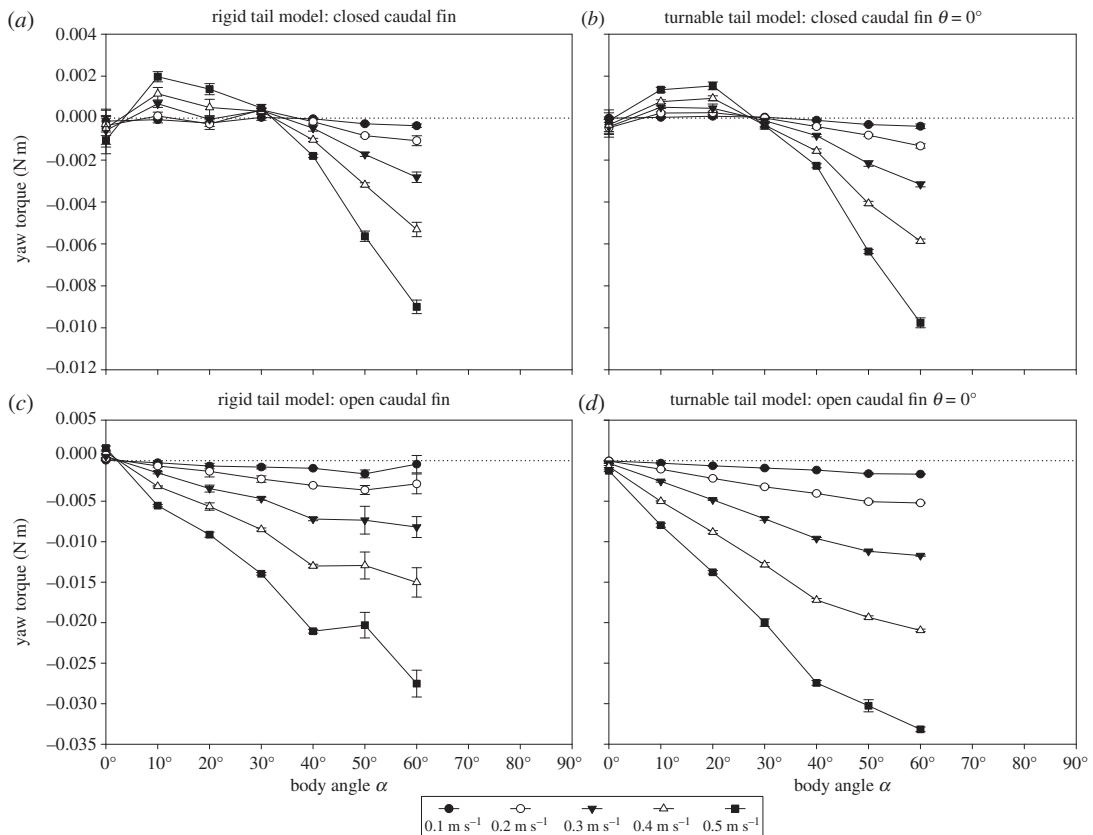 (a) rigid tail model: closed caudal fin
(b) turnable tail model: closed caudal fin θ = 0°
0.004
0.002
0.000
–0.002
–0.004
–0.006
–0.008
–0.010
–0.012
yaw torque (N m)
(c) rigid tail model: open caudal fin
(d) turnable tail model: open caudal fin θ = 0°
0.005
0.000
–0.005
–0.010
–0.015
–0.020
–0.025
–0.030
–0.035
yaw torque (N m)
0° 10° 20° 30° 40° 50° 60° 70° 80° 90°
body angle α
0° 10° 20° 30° 40° 50° 60° 70° 80° 90°
body angle α
0.1 m s⁻¹ 0.2 m s⁻¹ 0.3 m s⁻¹ 0.4 m s⁻¹ 0.5 m s⁻¹